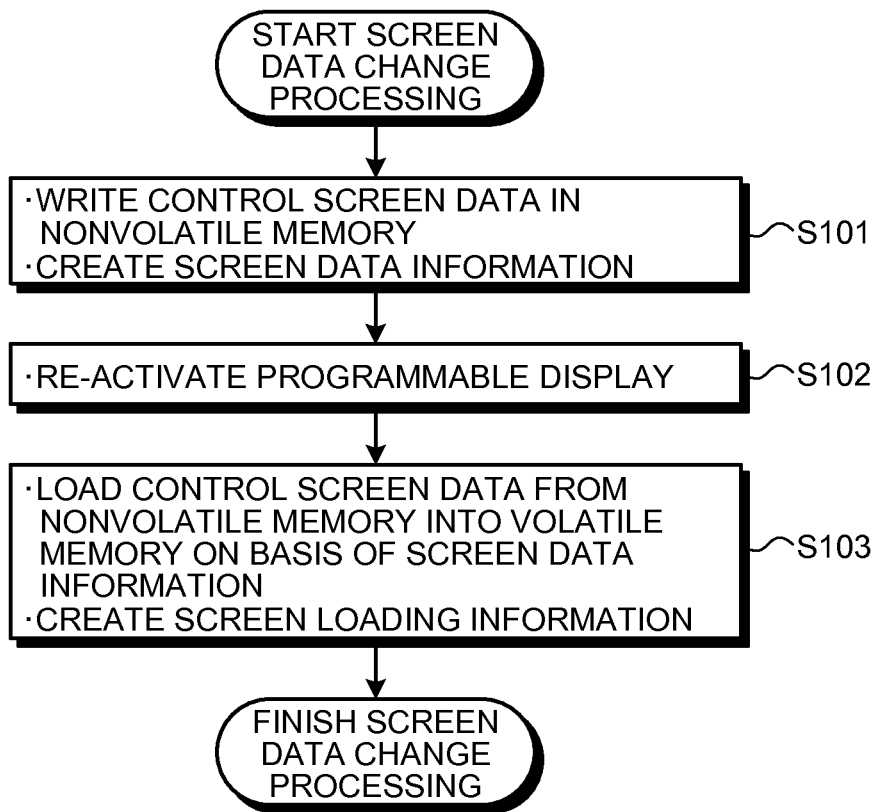 START SCREEN
DATA CHANGE
PROCESSING
·WRITE CONTROL SCREEN DATA IN
NONVOLATILE MEMORY
·CREATE SCREEN DATA INFORMATION
S101
·RE-ACTIVATE PROGRAMMABLE DISPLAY
S102
·LOAD CONTROL SCREEN DATA FROM
NONVOLATILE MEMORY INTO VOLATILE
MEMORY ON BASIS OF SCREEN DATA
INFORMATION
·CREATE SCREEN LOADING INFORMATION
S103
FINISH SCREEN
DATA CHANGE
PROCESSING